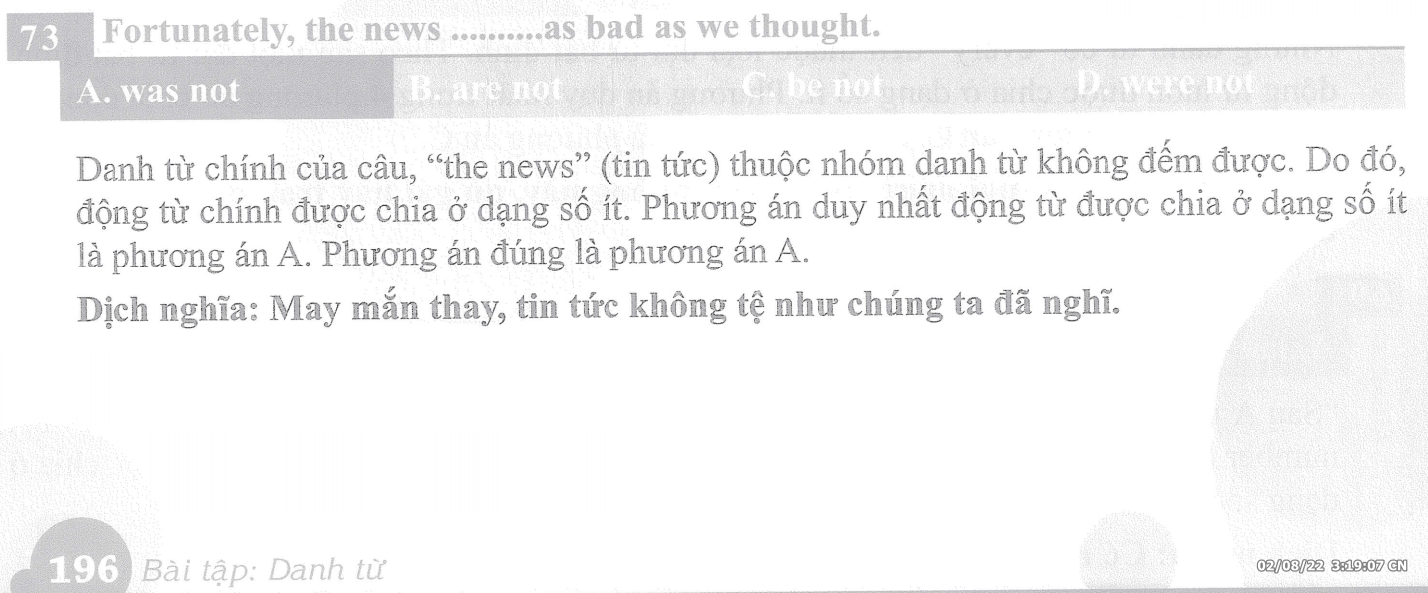 73 Fortunately, the news ..........as bad as we thought.
A. was not B. are not C. be not D. were not
Danh từ chính của câu, “the news” (tin tức) thuộc nhóm danh từ không đếm được. Do đó,
động từ chính được chia ở dạng số ít. Phương án duy nhất động từ được chia ở dạng số ít
là phương án A. Phương án đúng là phương án A.
Dịch nghĩa: May mắn thay, tin tức không tệ như chúng ta đã nghĩ.
196 Bài tập: Danh từ
02/08/22 3:19:07 CN